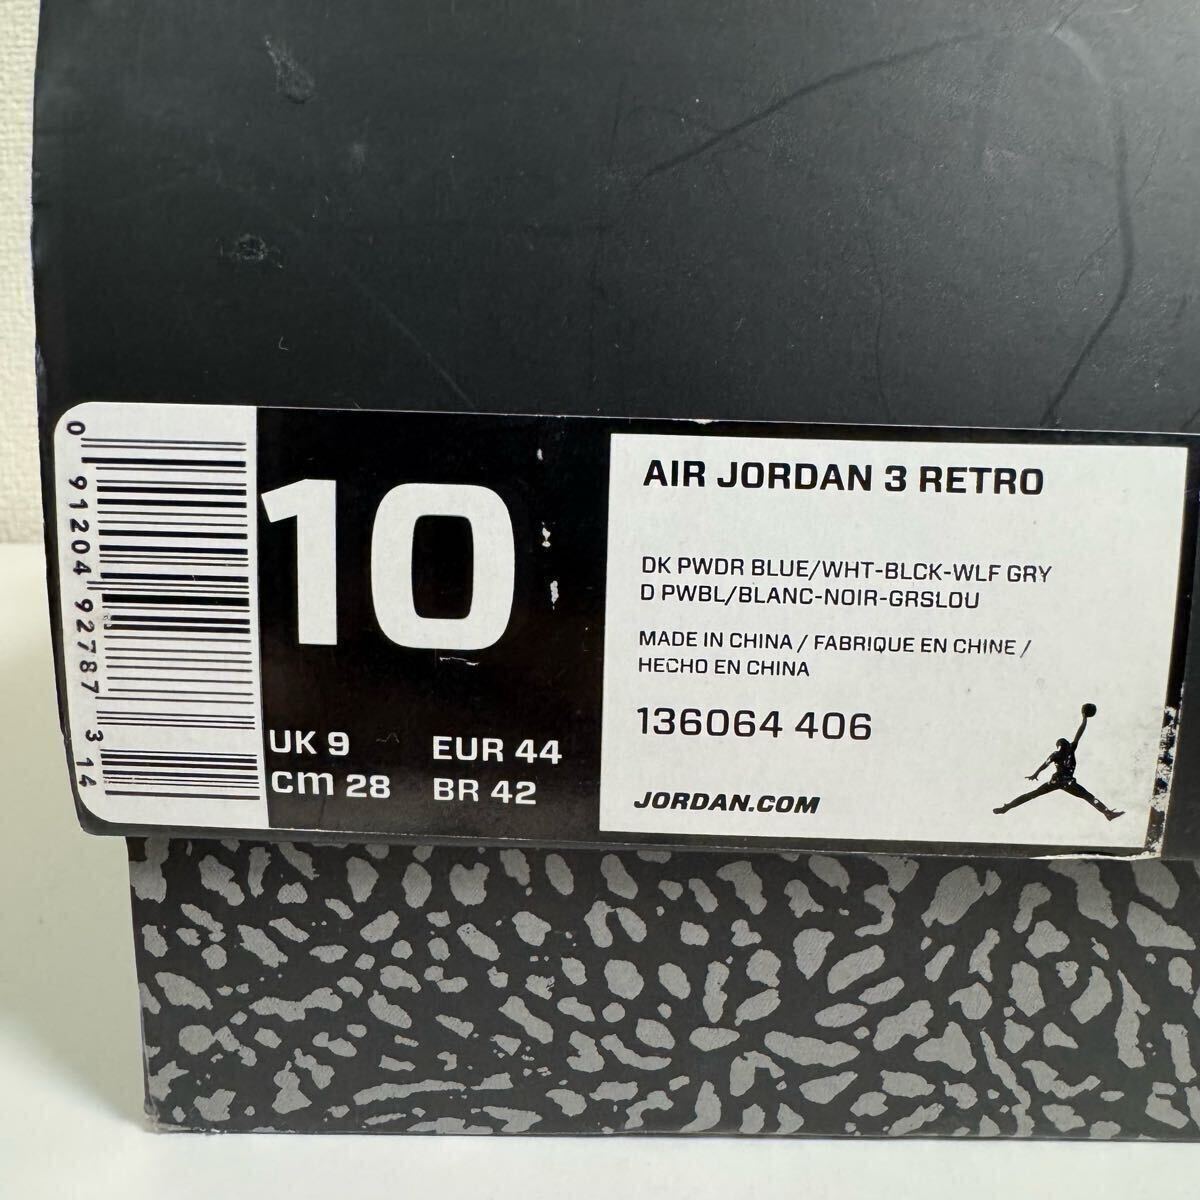 0 91204 92787 3 14
10
UK 9 EUR 44
cm 28 BR 42
AIR JORDAN 3 RETRO
DK PWDR BLUE/WHT-BLCK-WLF GRY
D PWBL/BLANC-NOIR-GRSLOU
MADE IN CHINA / FABRIQUE EN CHINE /
HECHO EN CHINA
136064 406
JORDAN.COM